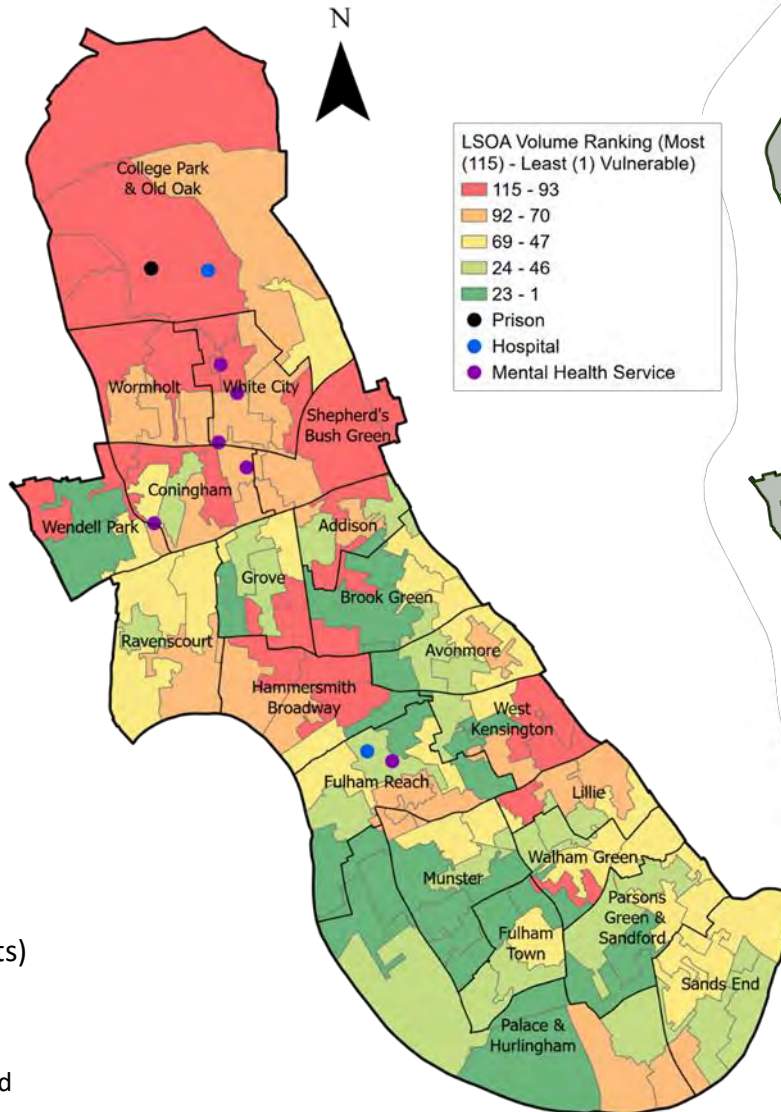 N
LSOA Volume Ranking (Most
(115) - Least (1) Vulnerable)
115 - 93
92 - 70
69 - 47
24 - 46
23 - 1
Prison
Hospital
Mental Health Service
College Park
& Old Oak
Wormholt
White City
Shepherd's
Bush Green
Coningham
Wendell Park
Addison
Grove
Brook Green
Ravenscourt
Avonmore
Hammersmith
Broadway
West
Kensington
Fulham Reach
Lillie
Walham Green
Munster
Parsons
Green &
Sandford
Fulham
Town
Sands End
Palace &
Hurlingham
ts)
d